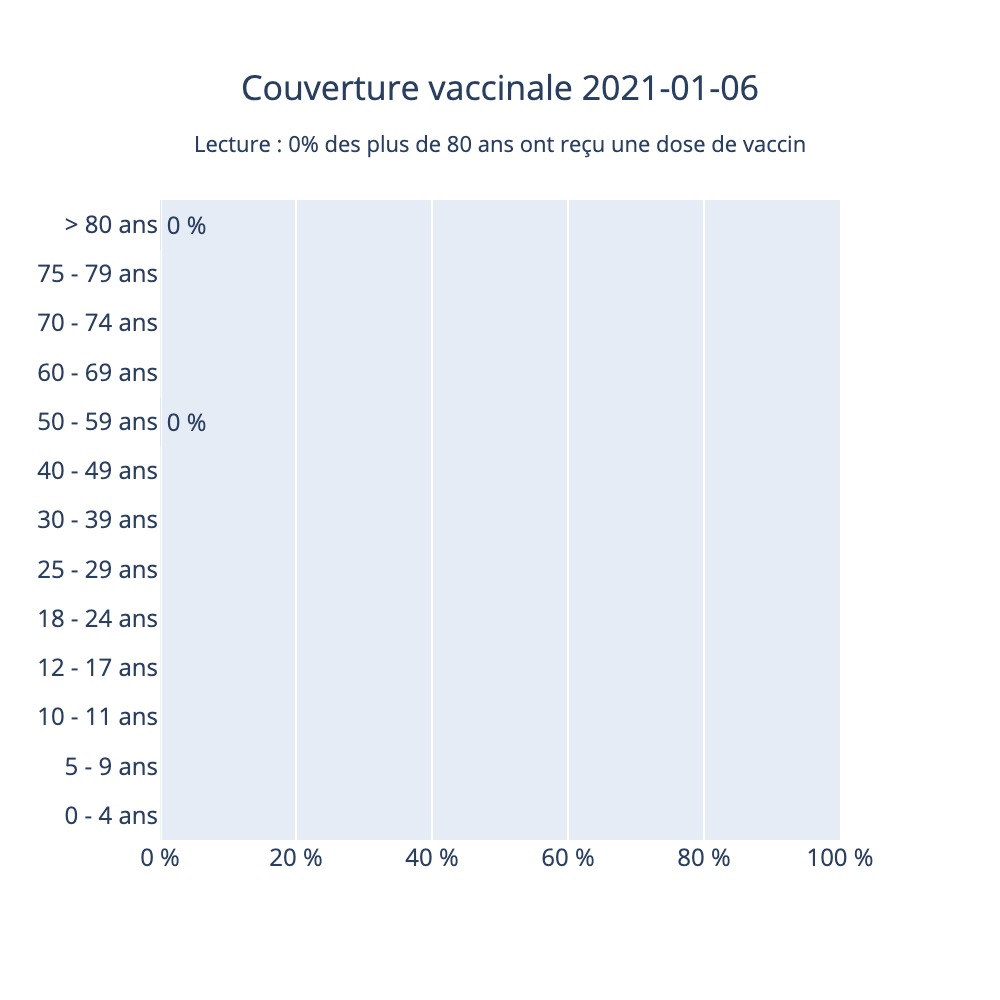 Couverture vaccinale 2021-01-06
Lecture : 0% des plus de 80 ans ont reçu une dose de vaccin
> 80 ans 0 %
75 - 79 ans
70 - 74 ans
60 - 69 ans
50 - 59 ans 0 %
40 - 49 ans
30 - 39 ans
25 - 29 ans
18 - 24 ans
12 - 17 ans
10 - 11 ans
5 - 9 ans
0 - 4 ans
0 % 20 % 40 % 60 % 80 % 100 %